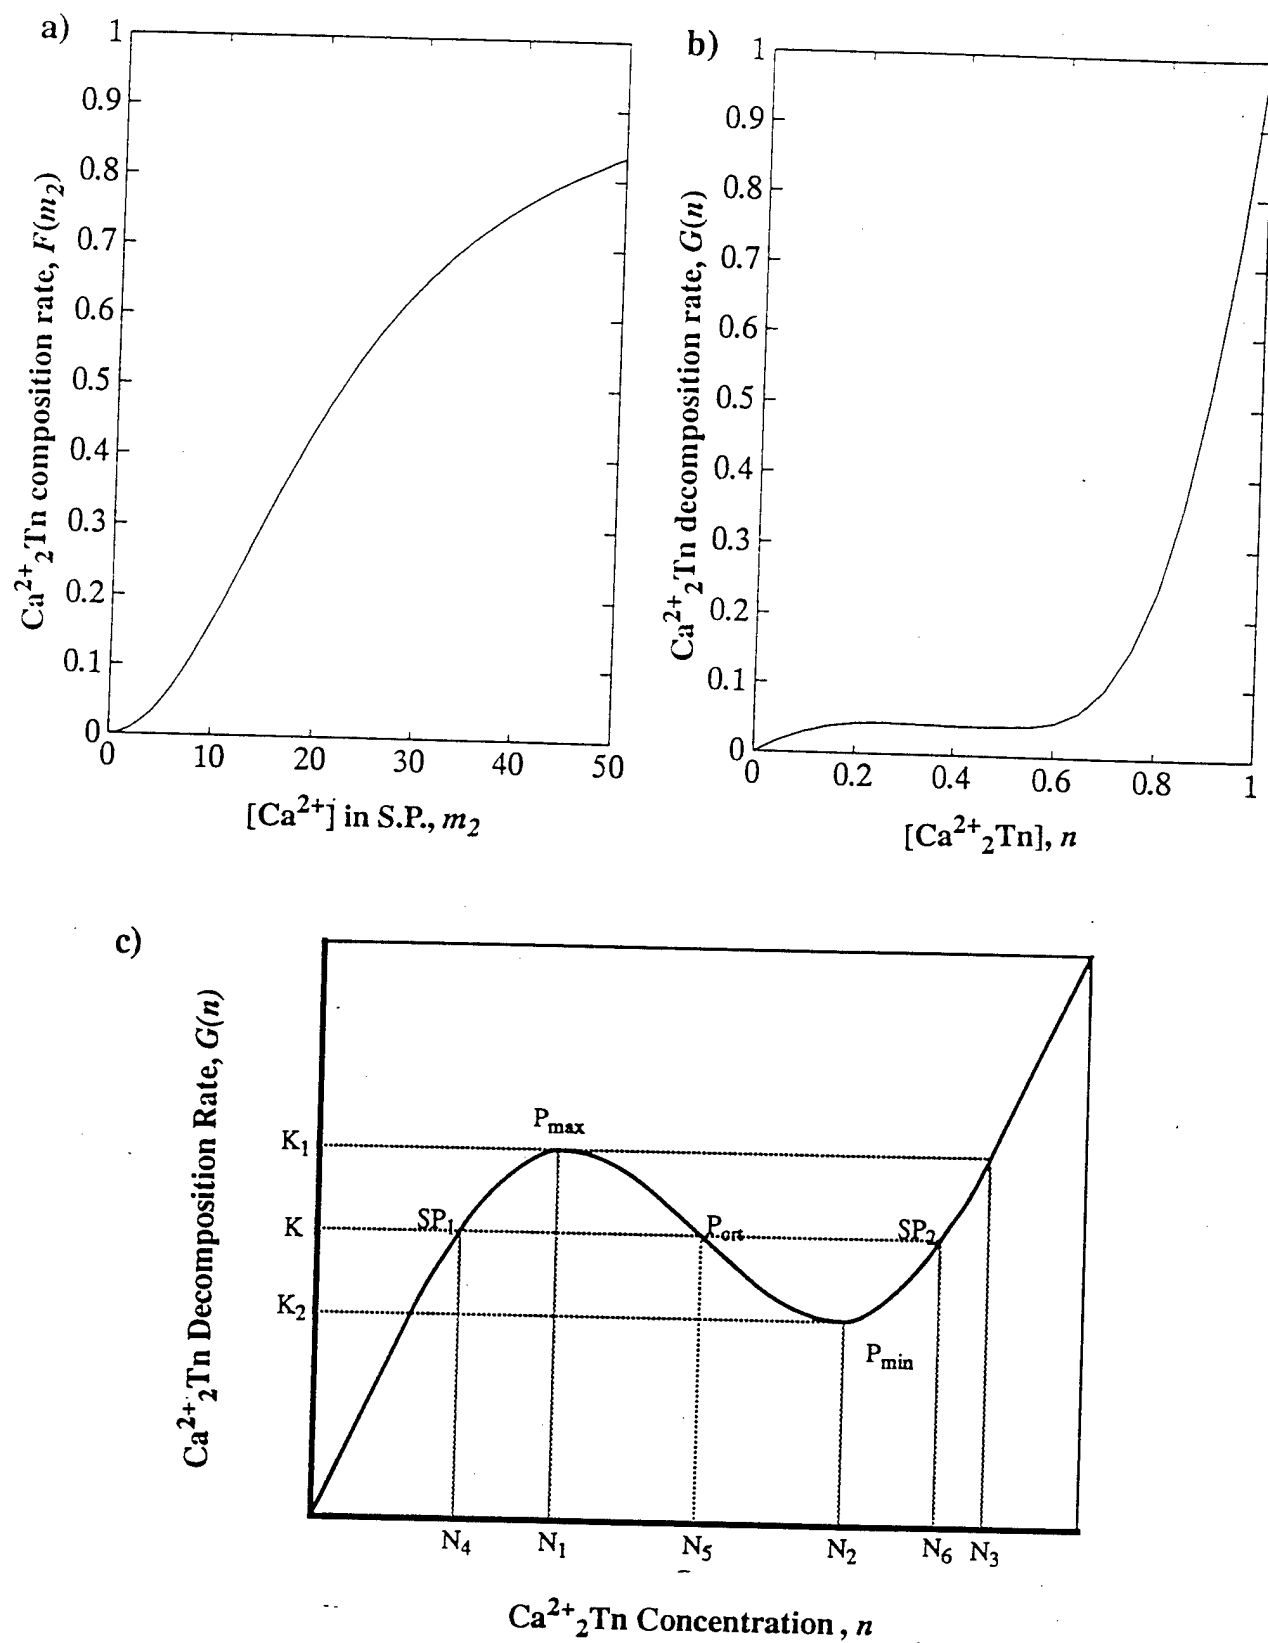 a)
1
0.9
0.8
0.7
0.6
0.5
0.4
0.3
0.2
0.1
0
0 10 20 30 40 50
Ca²⁺₂Tn composition rate, F(m₂)
[Ca²⁺] in S.P., m₂
b)
1
0.9
0.8
0.7
0.6
0.5
0.4
0.3
0.2
0.1
0
0 0.2 0.4 0.6 0.8 1
Ca²⁺₂Tn decomposition rate, G(n)
[Ca²⁺₂Tn], n
c)
Ca²⁺₂Tn Decomposition Rate, G(n)
K₁
K
K₂
Pmax
SP₁
Pcrt
SP₂
Pmin
N₄ N₁ N₅ N₂ N₆ N₃
Ca²⁺₂Tn Concentration, n